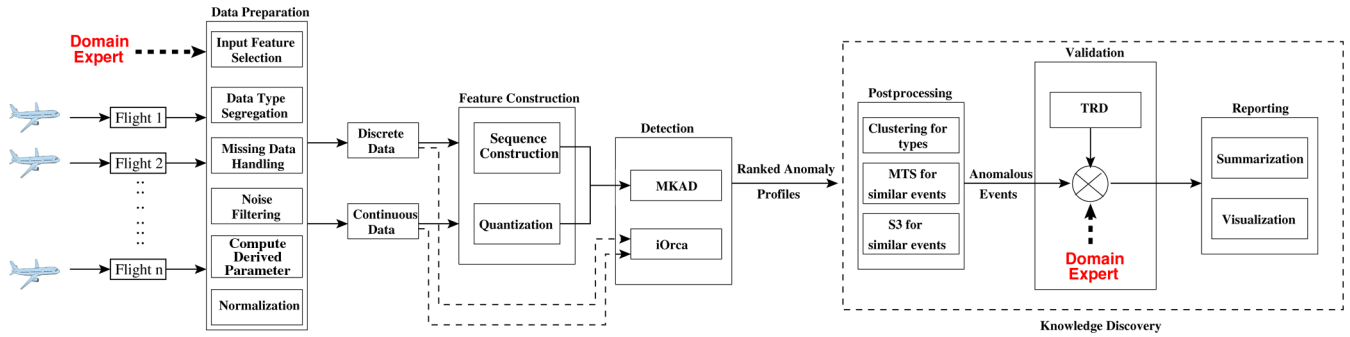 Data Preparation
Domain
Expert
Input Feature
Selection
Flight 1
Data Type
Segregation
Flight 2
Missing Data
Handling
Noise
Filtering
Flight n
Compute
Derived
Parameter
Normalization
Discrete
Data
Continuous
Data
Feature Construction
Sequence
Construction
Quantization
Detection
MKAD
iOrca
Ranked Anomaly
Profiles
Postprocessing
Clustering for
types
MTS for
similar events
S3 for
similar events
Anomalous
Events
Validation
TRD
Domain
Expert
Reporting
Summarization
Visualization
Knowledge Discovery